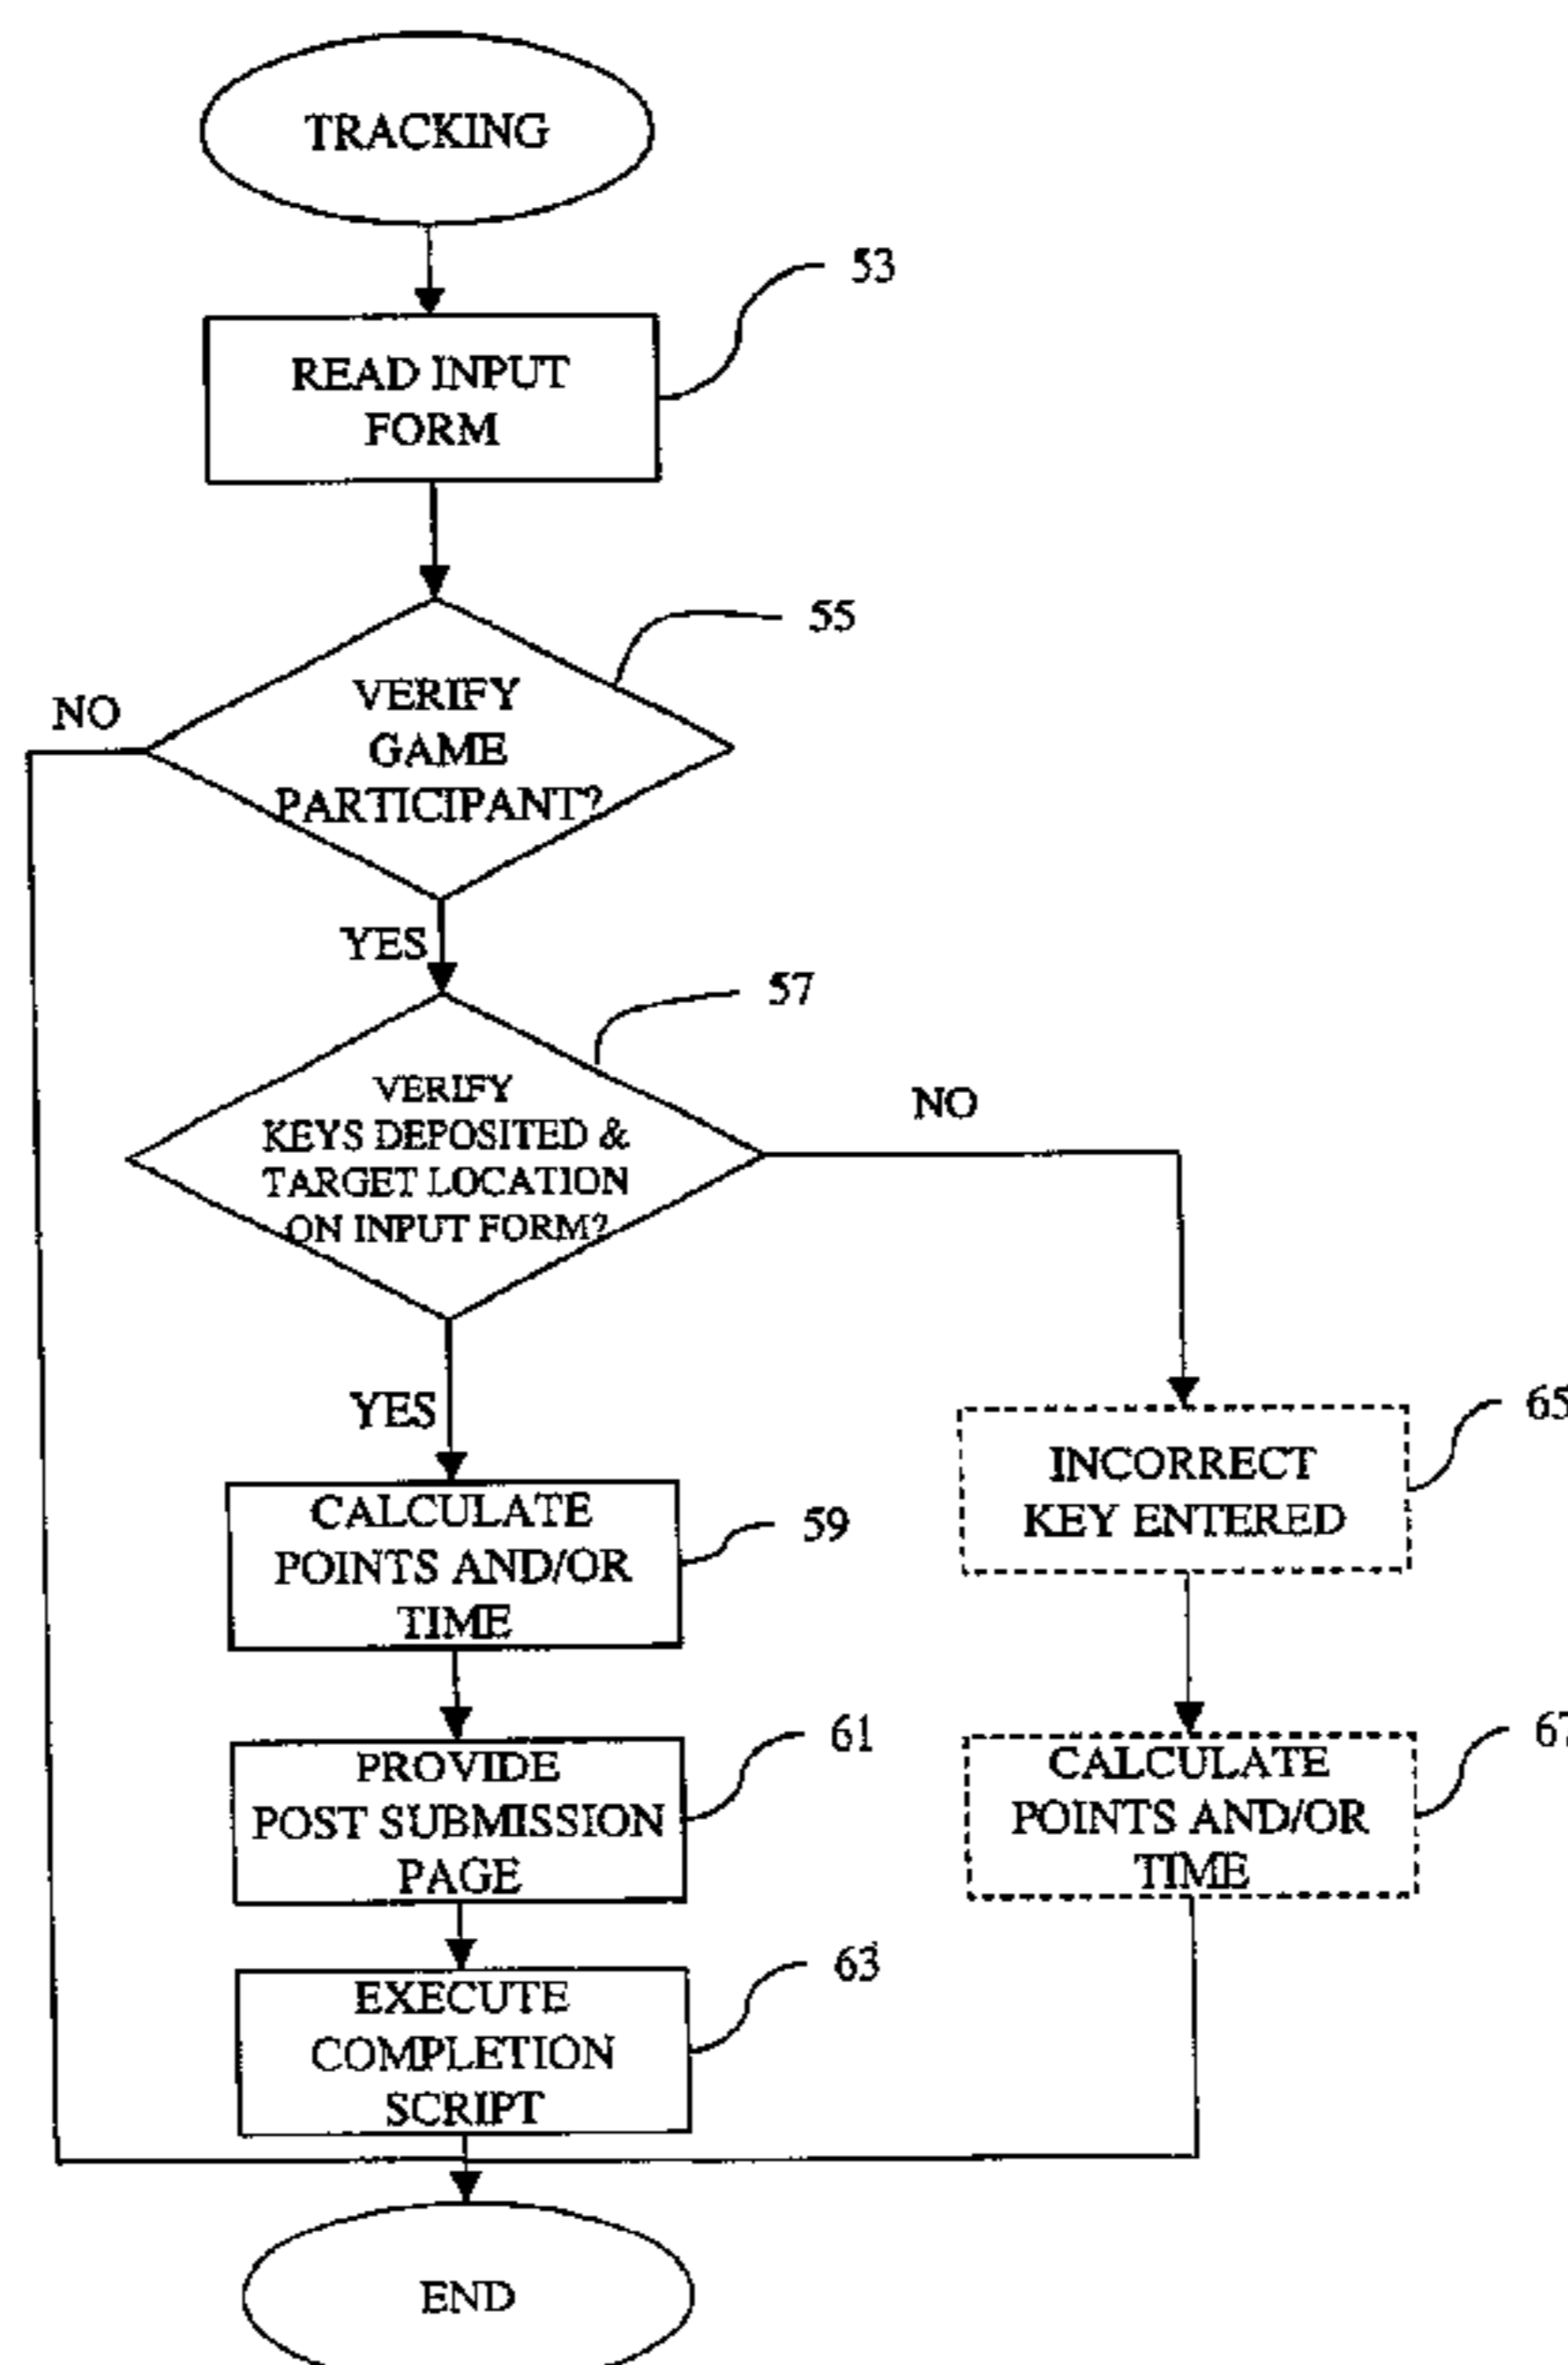 TRACKING
53
READ INPUT
FORM
55
NO
VERIFY
GAME
PARTICIPANT?
YES
57
VERIFY
KEYS DEPOSITED &
TARGET LOCATION
ON INPUT FORM?
NO
YES
65
INCORRECT
KEY ENTERED
59
CALCULATE
POINTS AND/OR
TIME
61
PROVIDE
POST SUBMISSION
PAGE
67
CALCULATE
POINTS AND/OR
TIME
63
EXECUTE
COMPLETION
SCRIPT
END